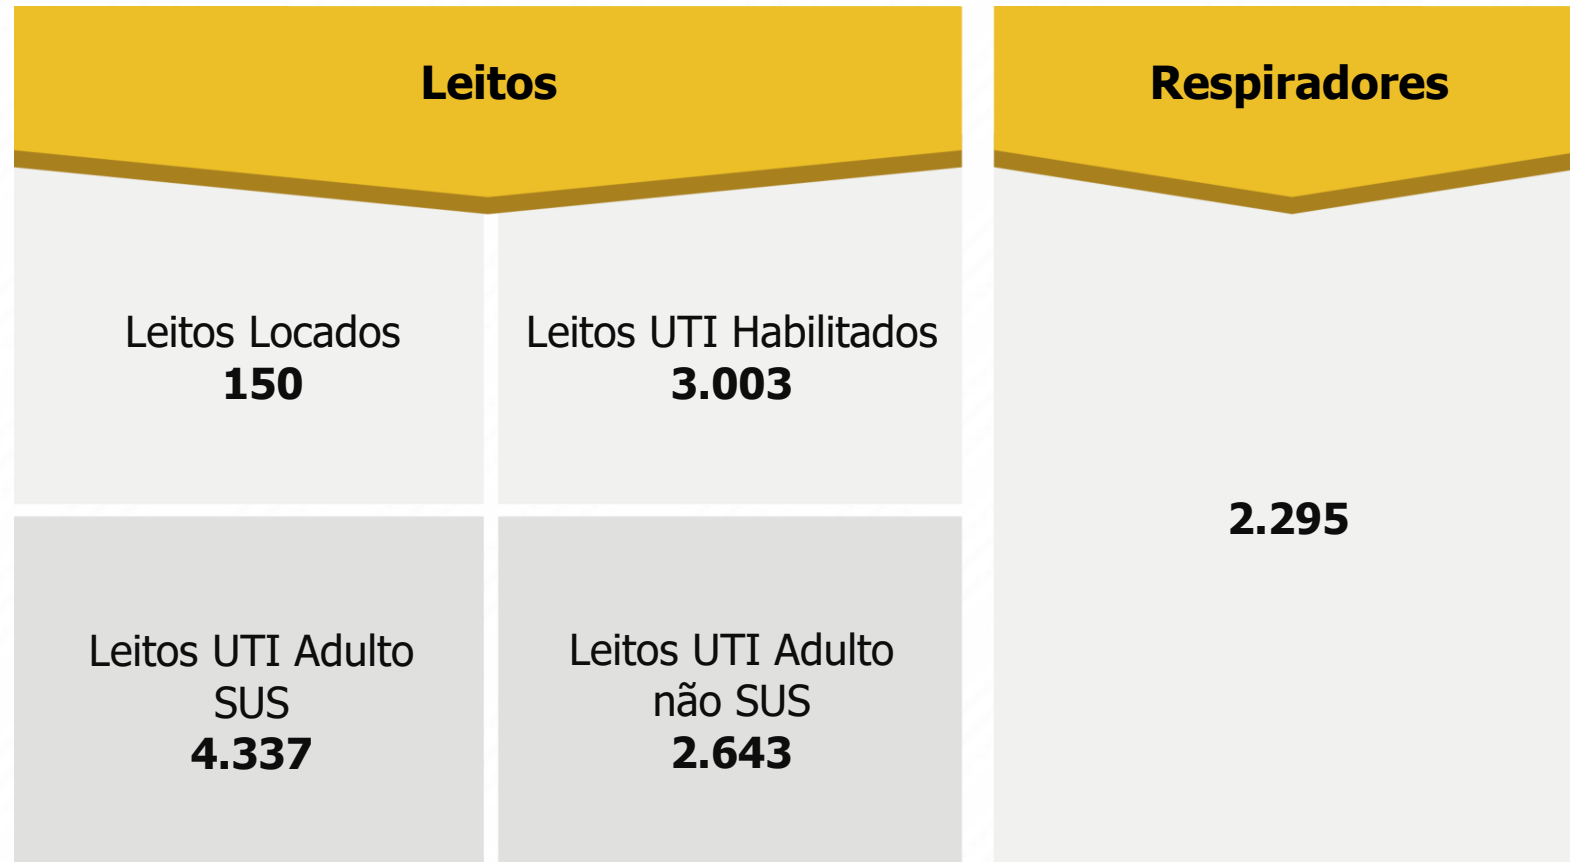 Leitos
Leitos Locados
150
Leitos UTI Habilitados
3.003
Leitos UTI Adulto
SUS
4.337
Leitos UTI Adulto
não SUS
2.643
Respiradores
2.295